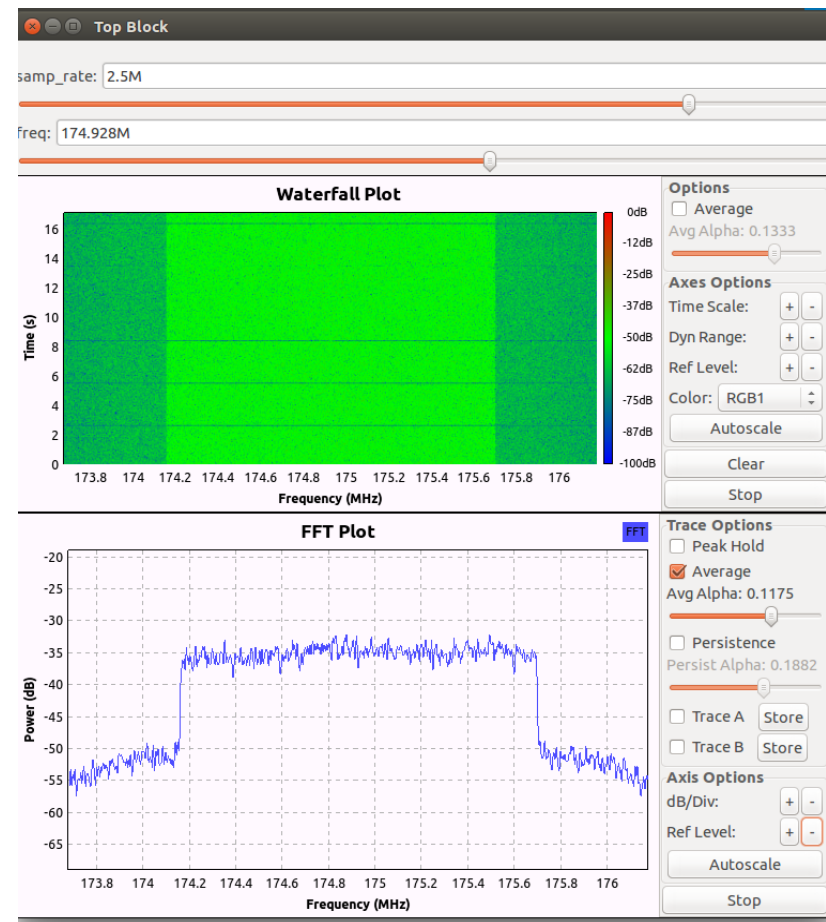 Top Block
samp_rate: 2.5M
freq: 174.928M
Waterfall Plot
16
14
12
10
8
6
4
2
0
Time (s)
173.8 174 174.2 174.4 174.6 174.8 175 175.2 175.4 175.6 175.8 176
Frequency (MHz)
0dB
-12dB
-25dB
-37dB
-50dB
-62dB
-75dB
-87dB
-100dB
Options
Average
Avg Alpha: 0.1333
Axes Options
Time Scale: + -
Dyn Range: + -
Ref Level: + -
Color: RGB1
Autoscale
Clear
Stop
FFT Plot
FFT
-20
-25
-30
-35
-40
-45
-50
-55
-60
-65
Power (dB)
173.8 174 174.2 174.4 174.6 174.8 175 175.2 175.4 175.6 175.8 176
Frequency (MHz)
Trace Options
Peak Hold
Average
Avg Alpha: 0.1175
Persistence
Persist Alpha: 0.1882
Trace A Store
Trace B Store
Axis Options
dB/Div: + -
Ref Level: + -
Autoscale
Stop